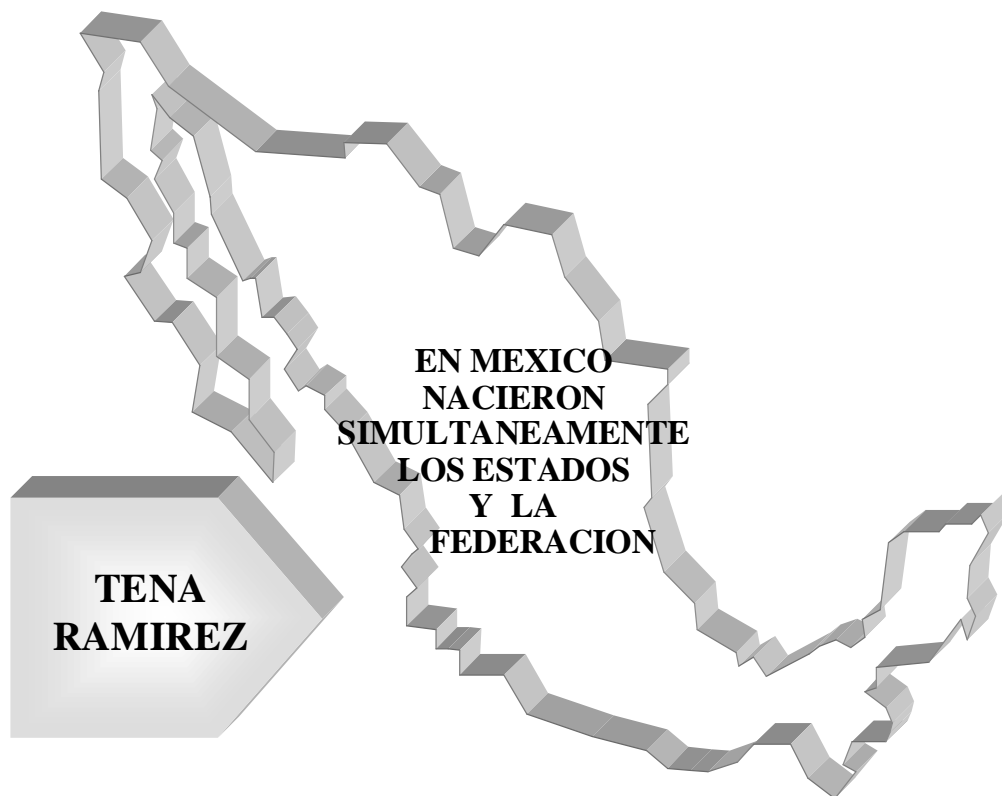 EN MEXICO
NACIERON
SIMULTANEAMENTE
LOS ESTADOS
Y LA
FEDERACION
TENA
RAMIREZ